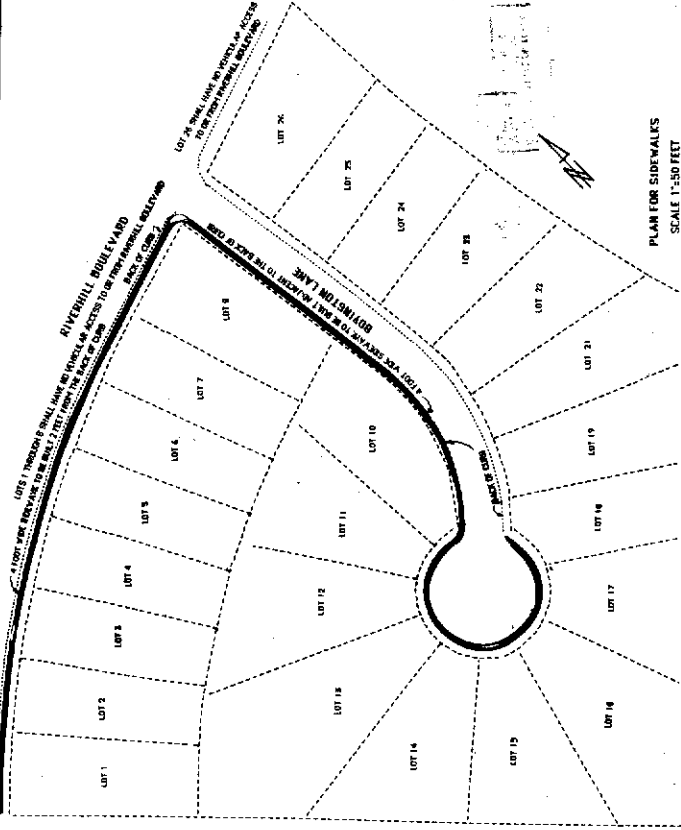 LOT 26 SHALL HAVE NO VEHICULAR ACCESS
TO OR FROM RIVERHILL BOULEVARD
RIVERHILL BOULEVARD
LOTS 1 THROUGH 8 SHALL HAVE NO VEHICULAR ACCESS TO OR FROM RIVERHILL BOULEVARD
4 FOOT WIDE SIDEWALK TO BE BUILT 2 FEET FROM THE BACK OF CURB
BACK OF CURB
LOT 26
LOT 25
LOT 24
LOT 23
LOT 22
LOT 21
LOT 19
LOT 18
LOT 17
LOT 16
LOT 15
LOT 14
LOT 13
LOT 12
LOT 11
LOT 10
LOT 8
LOT 7
LOT 6
LOT 5
LOT 4
LOT 3
LOT 2
LOT 1
BOVINGTON LANE
4 FOOT WIDE SIDEWALK TO BE BUILT ADJACENT TO THE BACK OF CURB
BACK OF CURB
PLAN FOR SIDEWALKS
SCALE 1"=50 FEET